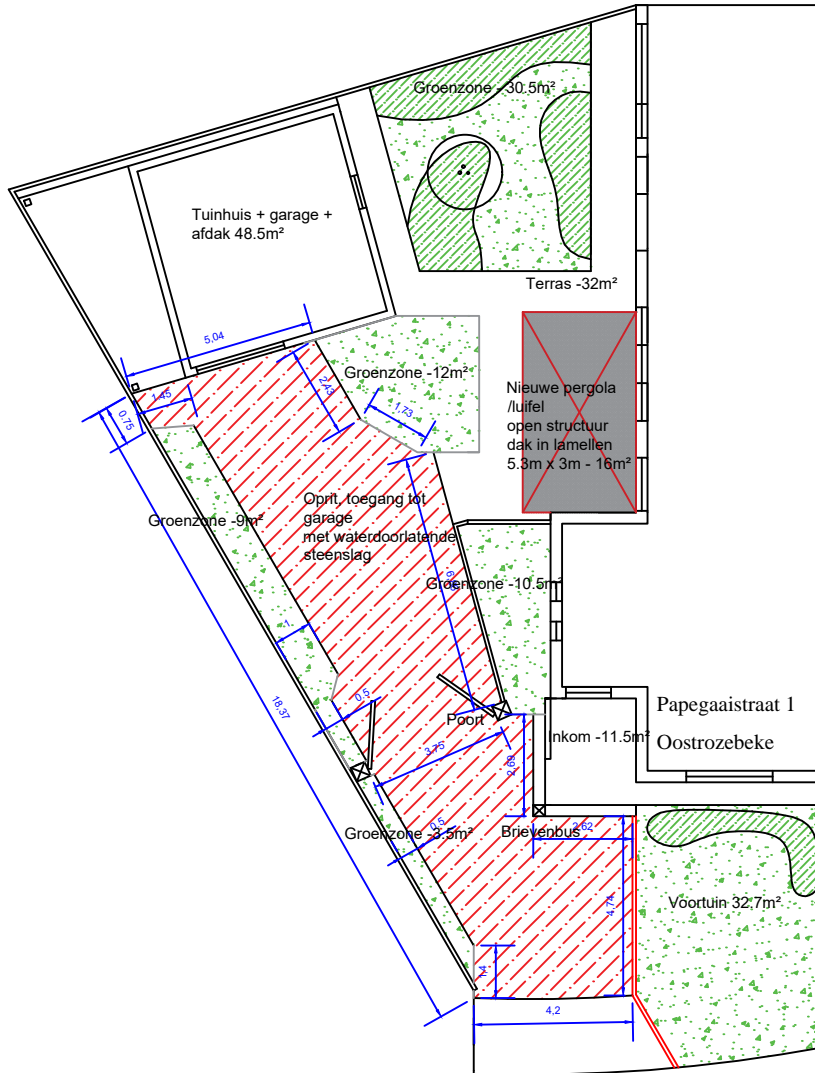 Groenzone - 30.5m²
Tuinhuis + garage +
afdak 48.5m²
Terras -32m²
5,04
Groenzone -12m²
2,43
1,73
1,45
0.75
Nieuwe pergola
/luifel
open structuur
dak in lamellen
5.3m x 3m - 16m²
Groenzone -9m²
Oprit, toegang tot
garage
met waterdoorlatende
steenslag
Groenzone -10.5m²
1
18,37
0,5
Poort
3,75
2,69
Inkom -11.5m²
Papegaaistraat 1
Oostrozebeke
Groenzone -3.5m²
0,5
Brievenbus
2,62
4,74
Voortuin 32.7m²
1,4
4,2